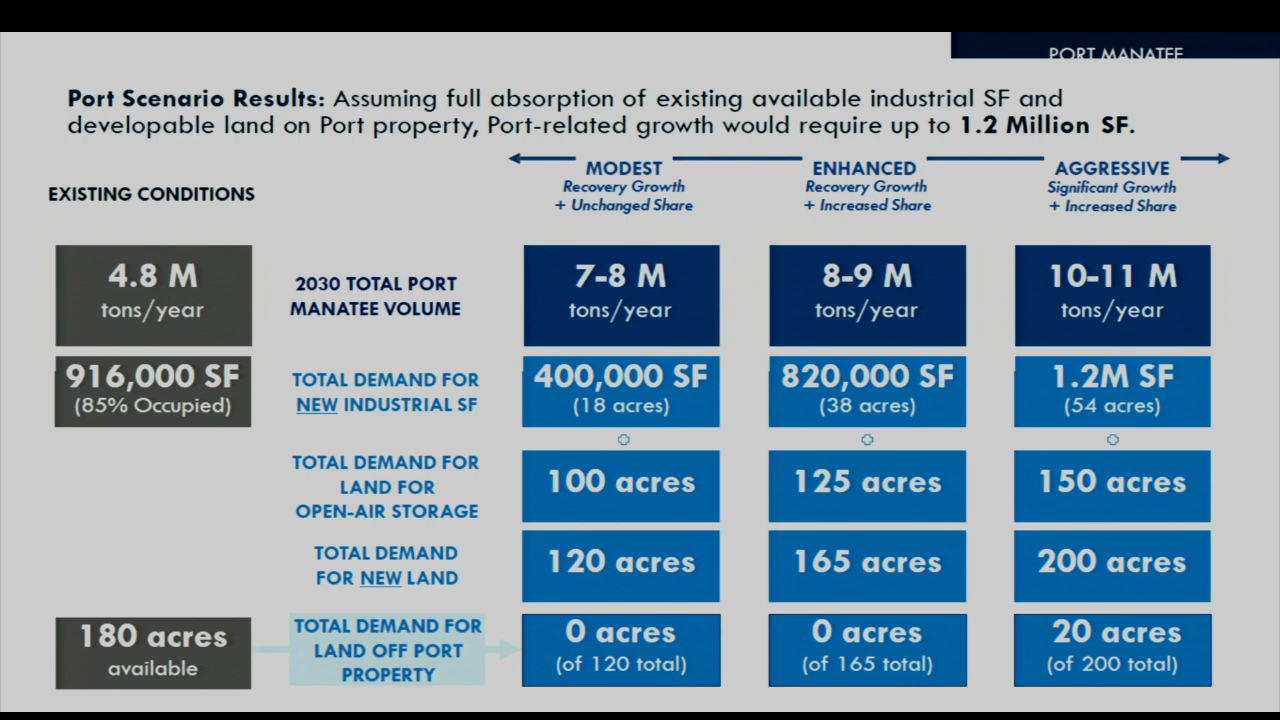 PORT MANATEE
Port Scenario Results: Assuming full absorption of existing available industrial SF and
developable land on Port property, Port-related growth would require up to 1.2 Million SF.
EXISTING CONDITIONS
MODEST
Recovery Growth
+ Unchanged Share
ENHANCED
Recovery Growth
+ Increased Share
AGGRESSIVE
Significant Growth
+ Increased Share
4.8 M
tons/year
2030 TOTAL PORT
MANATEE VOLUME
7-8 M
tons/year
8-9 M
tons/year
10-11 M
tons/year
916,000 SF
(85% Occupied)
TOTAL DEMAND FOR
NEW INDUSTRIAL SF
400,000 SF
(18 acres)
820,000 SF
(38 acres)
1.2M SF
(54 acres)
TOTAL DEMAND FOR
LAND FOR
OPEN-AIR STORAGE
100 acres
125 acres
150 acres
TOTAL DEMAND
FOR NEW LAND
120 acres
165 acres
200 acres
180 acres
available
TOTAL DEMAND FOR
LAND OFF PORT
PROPERTY
0 acres
(of 120 total)
0 acres
(of 165 total)
20 acres
(of 200 total)